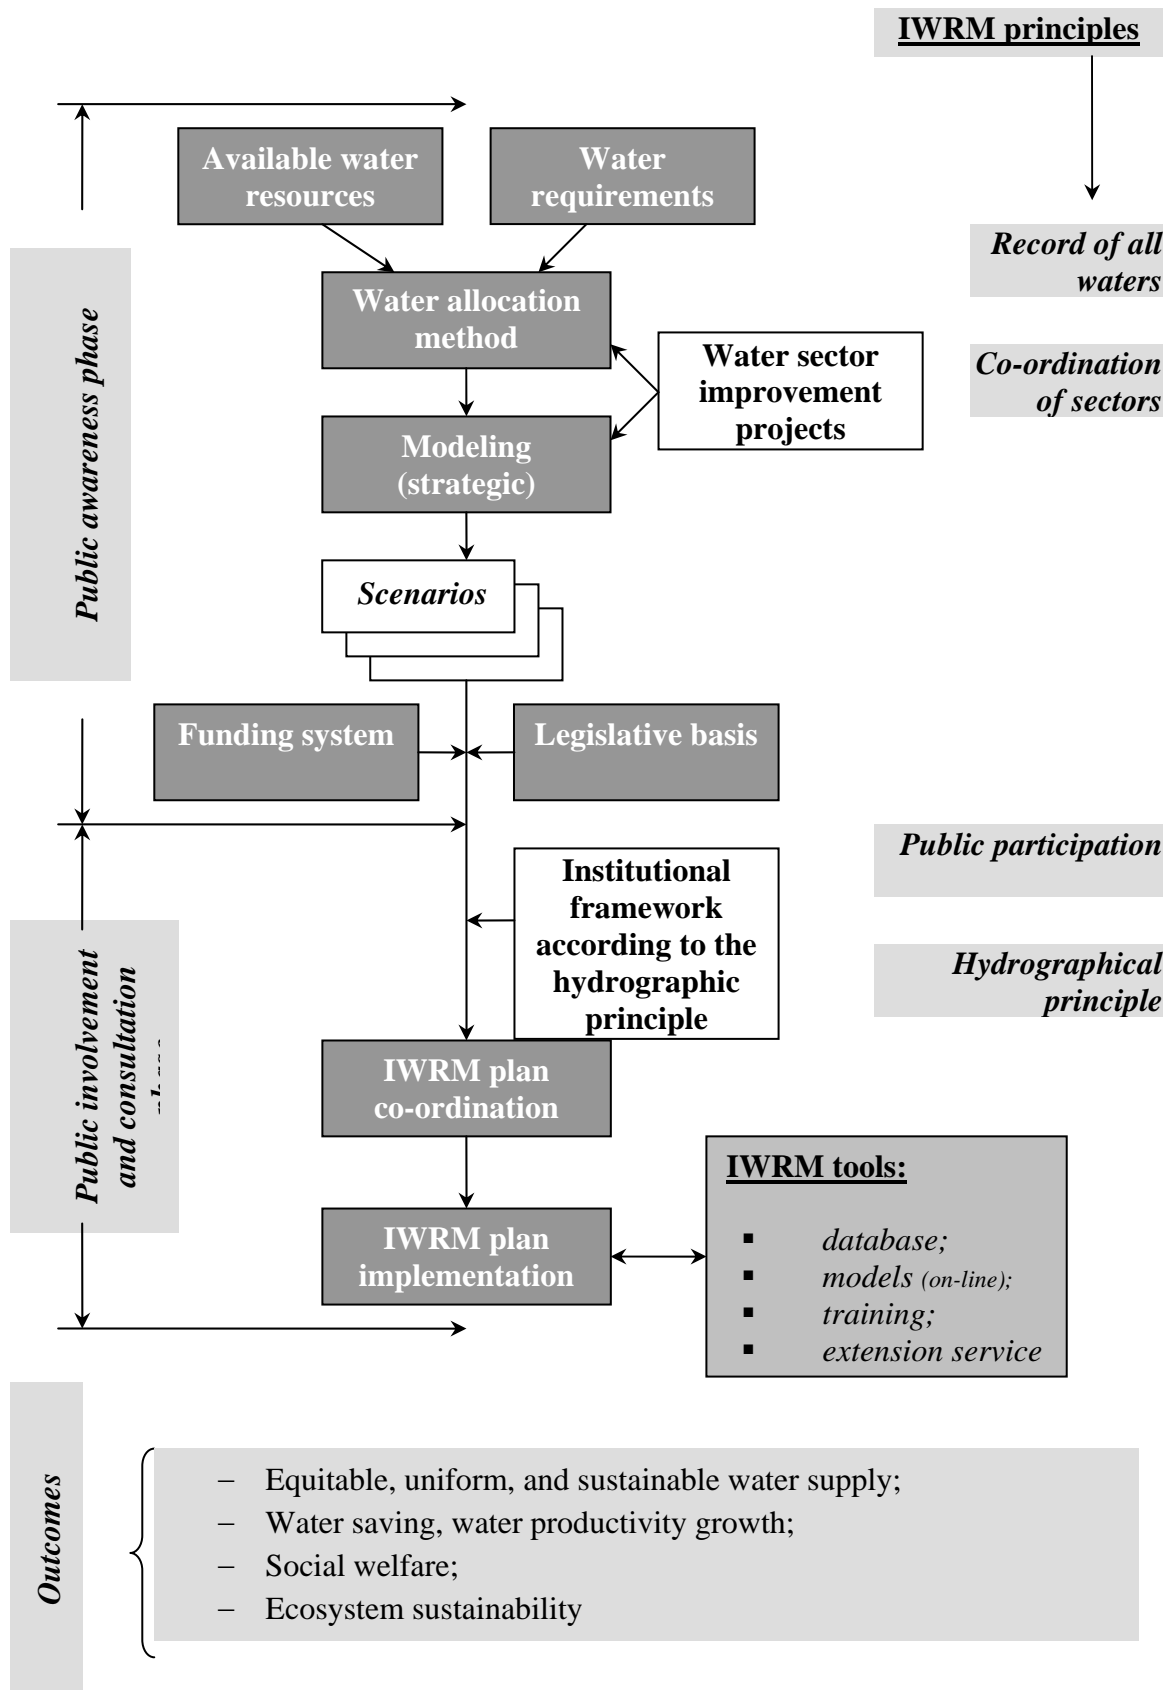 IWRM principles
Available water
resources
Water
requirements
Record of all
waters
Water allocation
method
Water sector
improvement
projects
Co-ordination
of sectors
Public awareness phase
Modeling
(strategic)
Scenarios
Funding system
Legislative basis
Public participation
Institutional
framework
according to the
hydrographic
principle
Hydrographical
principle
Public involvement
and consultation
IWRM plan
co-ordination
IWRM plan
implementation
IWRM tools:
▪ database;
▪ models (on-line);
▪ training;
▪ extension service
Outcomes
– Equitable, uniform, and sustainable water supply;
– Water saving, water productivity growth;
– Social welfare;
– Ecosystem sustainability